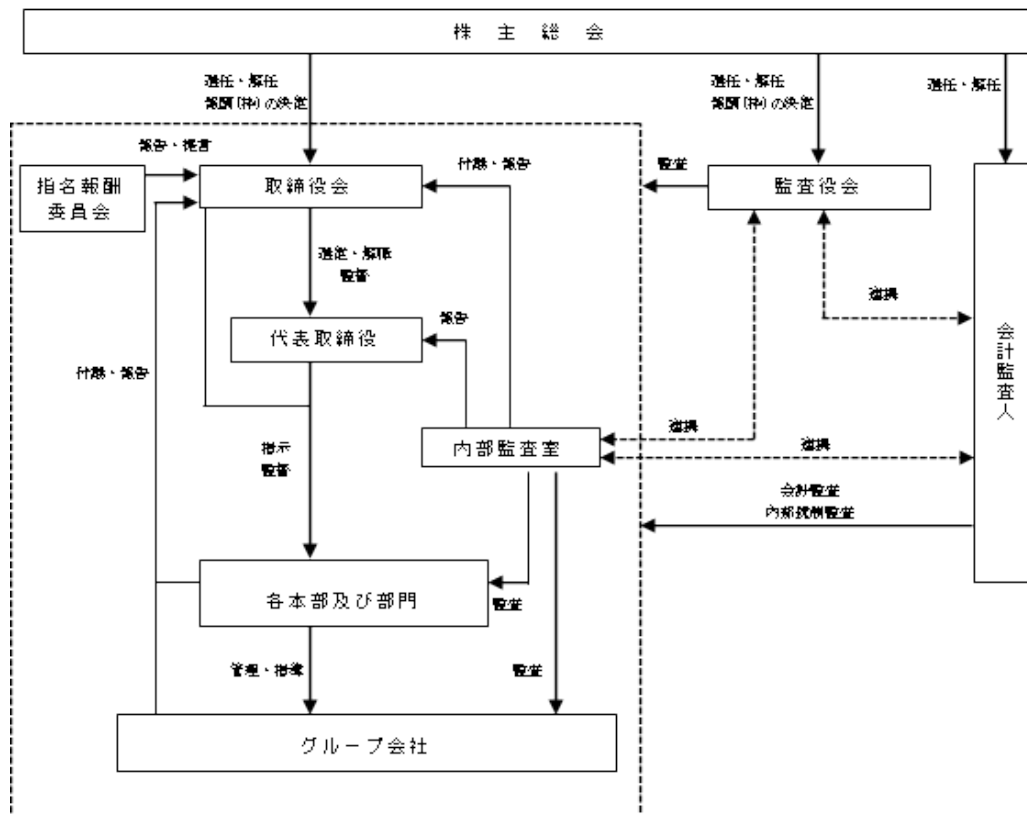 株主総会
選任・解任
報酬(枠)の決定
選任・解任
報酬(枠)の決定
選任・解任
報告・提言
付議・報告
監査
指名報酬
委員会
取締役会
監査役会
選定・解職
監督
連携
代表取締役
報告
会計監査人
付議・報告
連携
指示
監督
内部監査室
連携
会計監査
内部統制監査
各本部及び部門
監査
管理・指導
監査
グループ会社